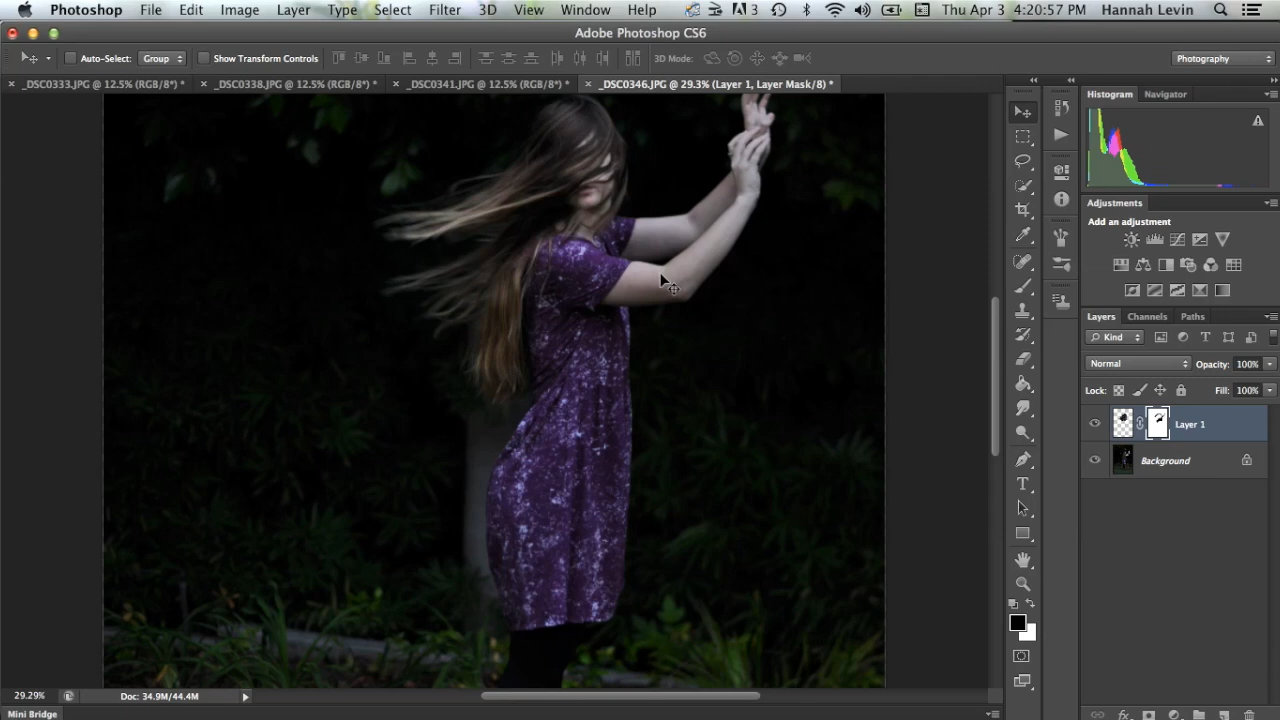 Photoshop File Edit Image Layer Type Select Filter 3D View Window Help 3 Thu Apr 3 4:20:57 PM Hannah Levin
Adobe Photoshop CS6
Auto-Select: Group Show Transform Controls 3D Mode: Photography
_DSC0333.JPG @ 12.5% (RGB/8*) * _DSC0338.JPG @ 12.5% (RGB/8*) * _DSC0341.JPG @ 12.5% (RGB/8*) * _DSC0346.JPG @ 29.3% (Layer 1, Layer Mask/8) *
Histogram Navigator
Adjustments
Add an adjustment
Layers Channels Paths
Kind
Normal Opacity: 100%
Lock: Fill: 100%
Layer 1
Background
29.29% Doc: 34.9M/44.4M
Mini Bridge